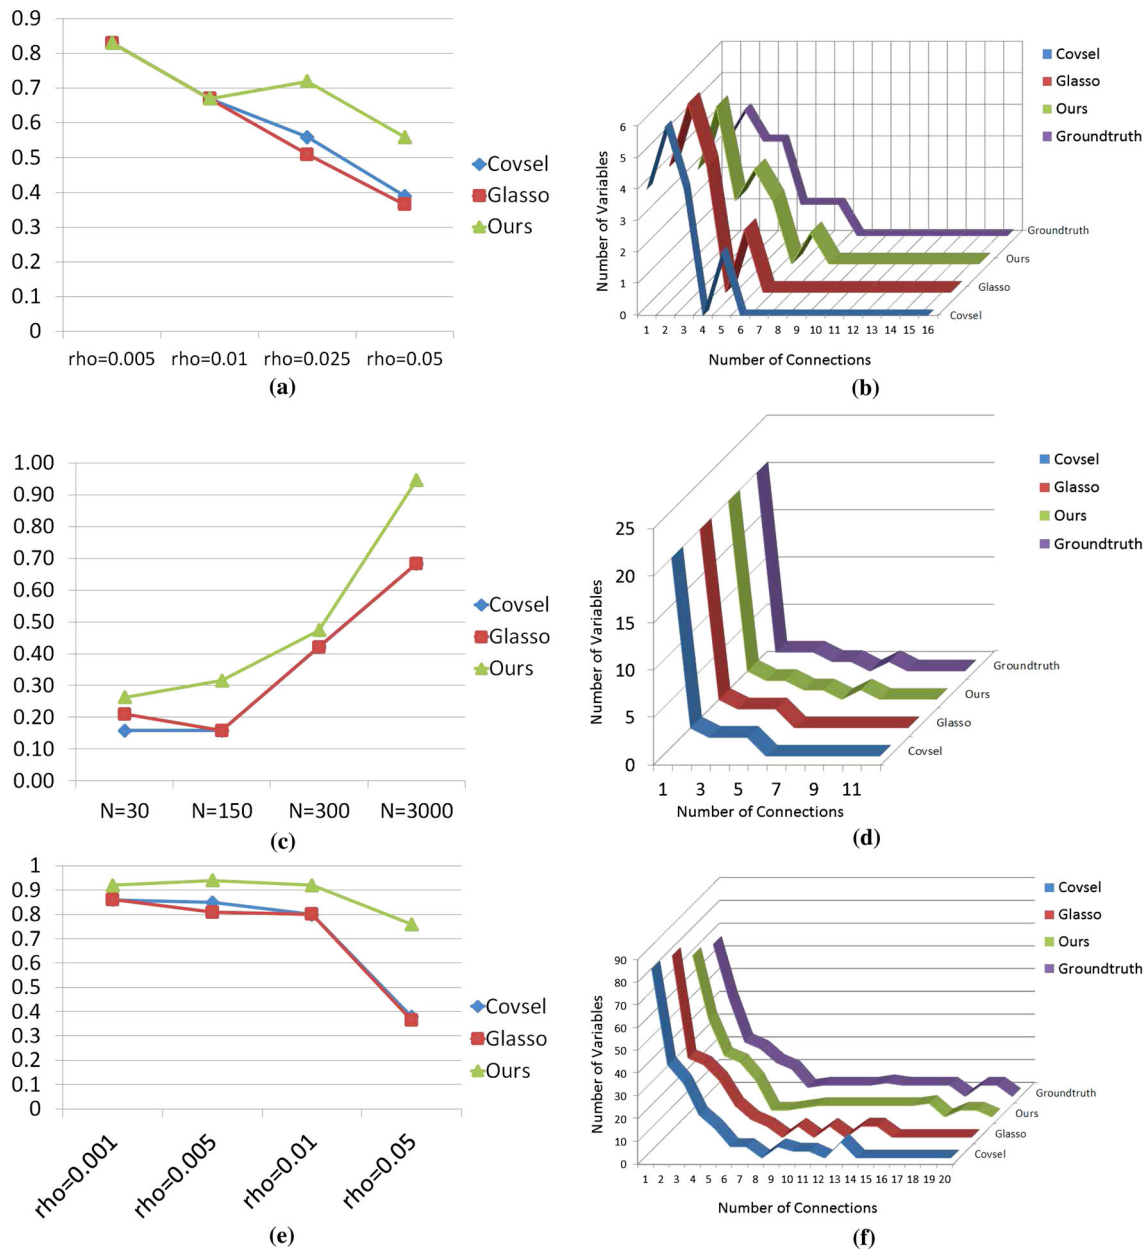 0.9
0.8
0.7
0.6
0.5
0.4
0.3
0.2
0.1
0
rho=0.005 rho=0.01 rho=0.025 rho=0.05
Covsel
Glasso
Ours
(a)
Covsel
Glasso
Ours
Groundtruth
Number of Variables
6
5
4
3
2
1
0
Groundtruth
Ours
Glasso
Covsel
1 2 3 4 5 6 7 8 9 10 11 12 13 14 15 16
Number of Connections
(b)
1.00
0.90
0.80
0.70
0.60
0.50
0.40
0.30
0.20
0.10
0.00
N=30 N=150 N=300 N=3000
Covsel
Glasso
Ours
(c)
Covsel
Glasso
Ours
Groundtruth
Number of Variables
25
20
15
10
5
0
Groundtruth
Ours
Glasso
Covsel
1 3 5 7 9 11
Number of Connections
(d)
1
0.9
0.8
0.7
0.6
0.5
0.4
0.3
0.2
0.1
0
rho=0.001 rho=0.005 rho=0.01 rho=0.05
Covsel
Glasso
Ours
(e)
Covsel
Glasso
Ours
Groundtruth
Number of Variables
90
80
70
60
50
40
30
20
10
0
Groundtruth
Ours
Glasso
Covsel
1 2 3 4 5 6 7 8 9 10 11 12 13 14 15 16 17 18 19 20
Number of Connections
(f)